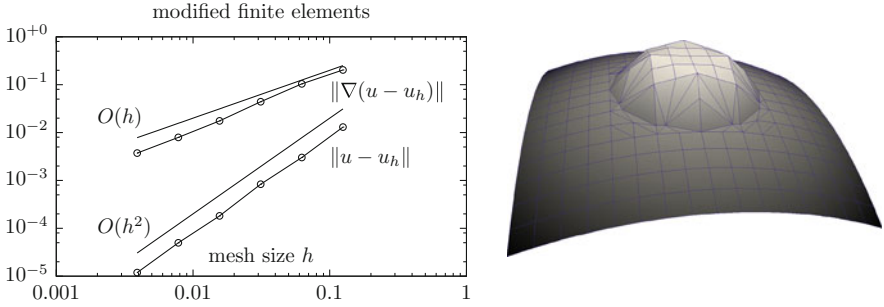 modified finite elements
10^{+0}
10^{-1}
10^{-2}
10^{-3}
10^{-4}
10^{-5}
O(h)
‖∇(u − u_h)‖
‖u − u_h‖
O(h^2)
mesh size h
0.001 0.01 0.1 1